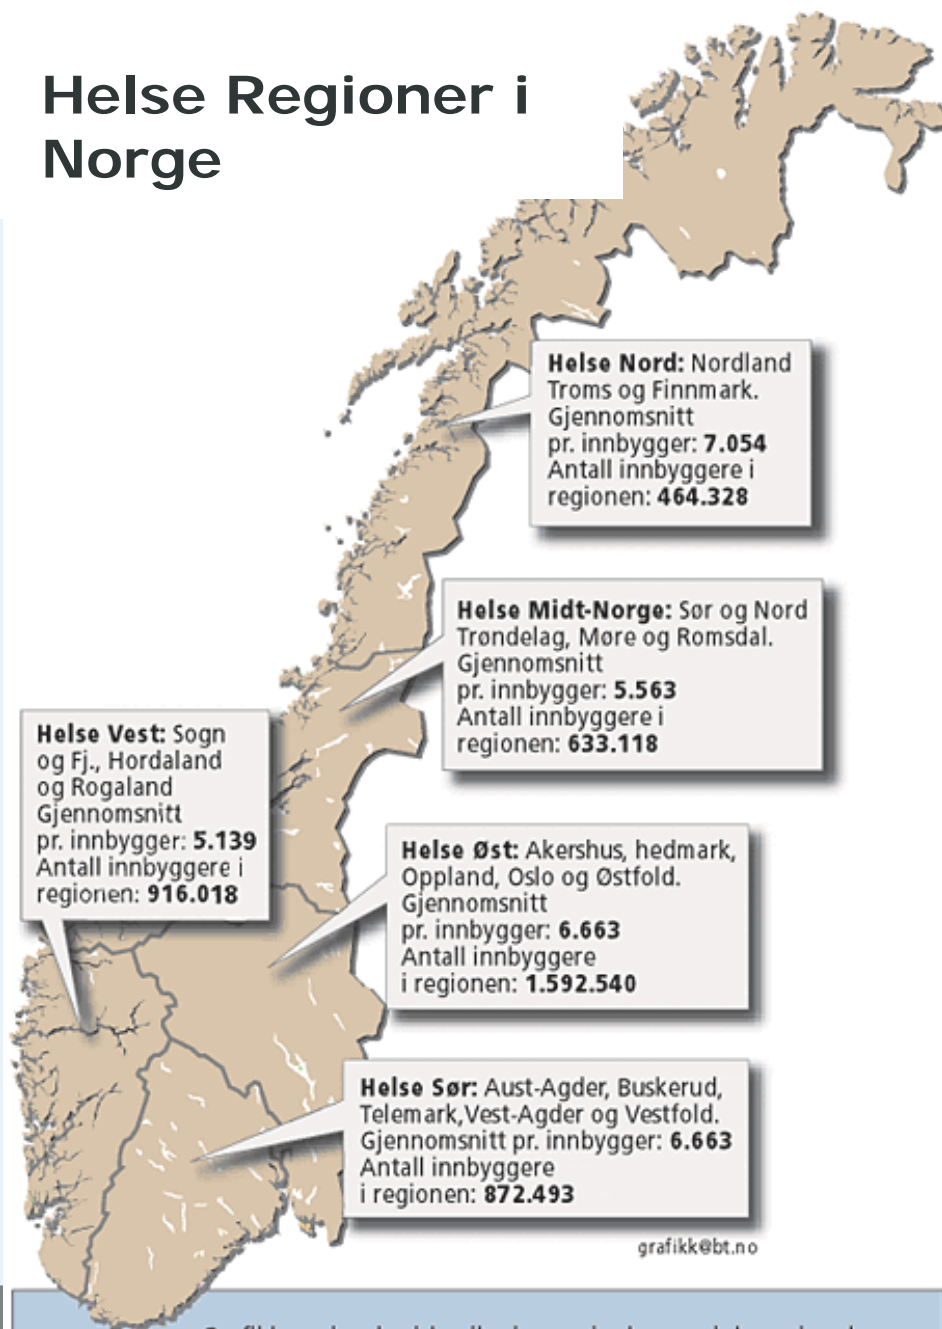 Helse Regioner i
Norge
Helse Nord: Nordland
Troms og Finnmark.
Gjennomsnitt
pr. innbygger: 7.054
Antall innbyggere i
regionen: 464.328
Helse Midt-Norge: Sør og Nord
Trøndelag, Møre og Romsdal.
Gjennomsnitt
pr. innbygger: 5.563
Antall innbyggere i
regionen: 633.118
Helse Vest: Sogn
og Fj., Hordaland
og Rogaland
Gjennomsnitt
pr. innbygger: 5.139
Antall innbyggere i
regionen: 916.018
Helse Øst: Akershus, hedmark,
Oppland, Oslo og Østfold.
Gjennomsnitt
pr. innbygger: 6.663
Antall innbyggere
i regionen: 1.592.540
Helse Sør: Aust-Agder, Buskerud,
Telemark,Vest-Agder og Vestfold.
Gjennomsnitt pr. innbygger: 6.663
Antall innbyggere
i regionen: 872.493
grafikk@bt.no